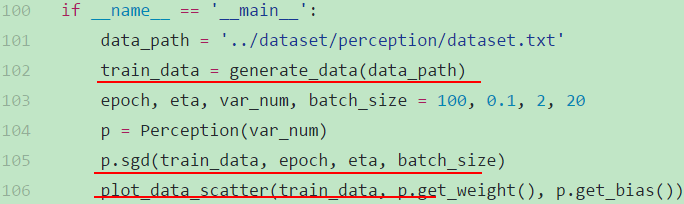 100 if __name__ == '__main__':
101 data_path = '../dataset/perception/dataset.txt'
102 train_data = generate_data(data_path)
103 epoch, eta, var_num, batch_size = 100, 0.1, 2, 20
104 p = Perception(var_num)
105 p.sgd(train_data, epoch, eta, batch_size)
106 plot_data_scatter(train_data, p.get_weight(), p.get_bias())